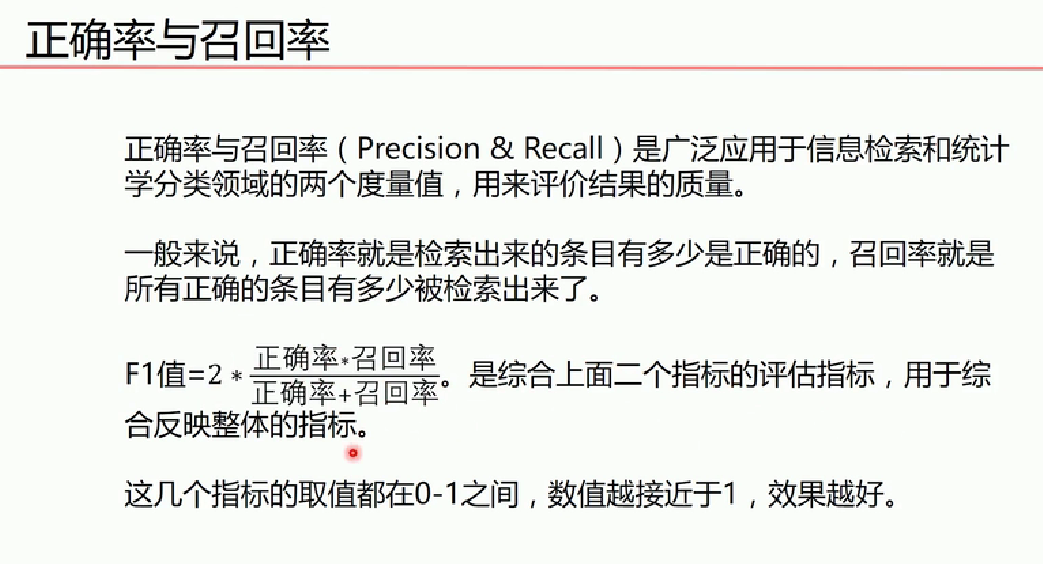 正确率与召回率
正确率与召回率（Precision & Recall）是广泛应用于信息检索和统计
学分类领域的两个度量值，用来评价结果的质量。
一般来说，正确率就是检索出来的条目有多少是正确的，召回率就是
所有正确的条目有多少被检索出来了。
F1值=2 * 正确率*召回率/正确率+召回率。是综合上面二个指标的评估指标，用于综
合反映整体的指标。
这几个指标的取值都在0-1之间，数值越接近于1，效果越好。